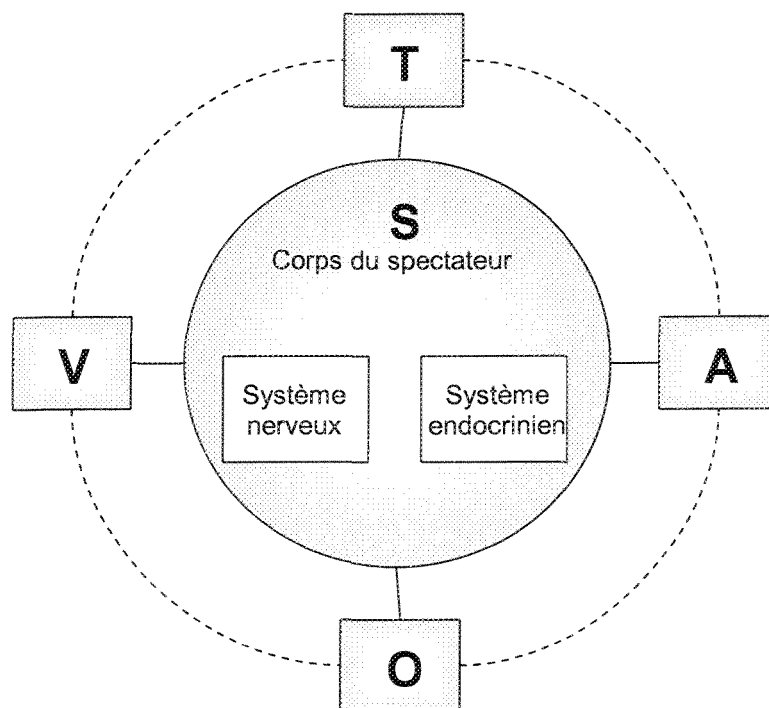 T
S
Corps du spectateur
V
A
Système
nerveux
Système
endocrinien
O